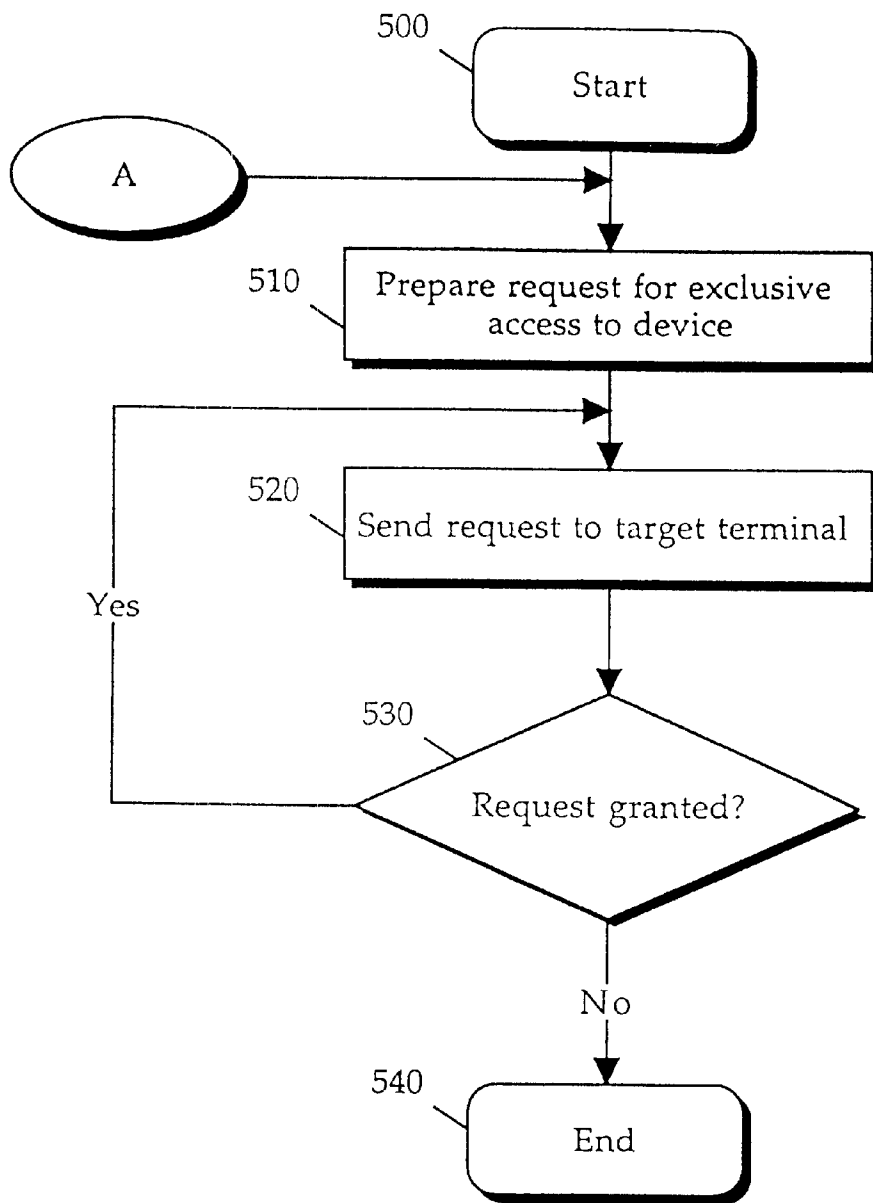 500
Start
A
510
Prepare request for exclusive
access to device
520
Send request to target terminal
Yes
530
Request granted?
No
540
End